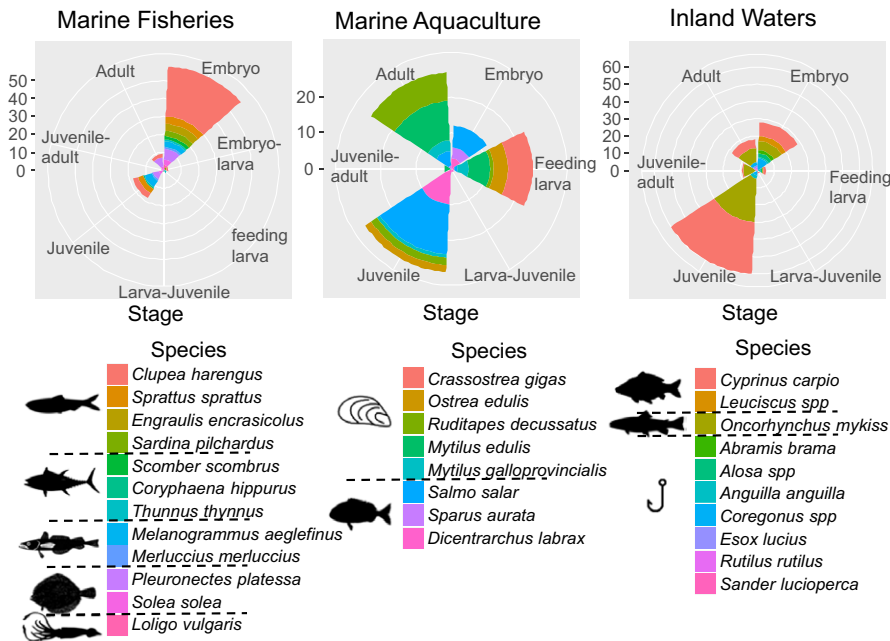 Marine Fisheries
50
40
30
20
10
0
Adult
Embryo
Juvenile-
adult
Embryo-
larva
Juvenile
feeding
larva
Larva-Juvenile
Stage
Species
Clupea harengus
Sprattus sprattus
Engraulis encrasicolus
Sardina pilchardus
Scomber scombrus
Coryphaena hippurus
Thunnus thynnus
Melanogrammus aeglefinus
Merluccius merluccius
Pleuronectes platessa
Solea solea
Loligo vulgaris
Marine Aquaculture
20
10
0
Adult
Embryo
Juvenile-
adult
Feeding
larva
Juvenile
Larva-Juvenile
Stage
Species
Crassostrea gigas
Ostrea edulis
Ruditapes decussatus
Mytilus edulis
Mytilus galloprovincialis
Salmo salar
Sparus aurata
Dicentrarchus labrax
Inland Waters
60
50
40
30
20
10
0
Adult
Embryo
Juvenile-
adult
Feeding
larva
Juvenile
Larva-Juvenile
Stage
Species
Cyprinus carpio
Leuciscus spp
Oncorhynchus mykiss
Abramis brama
Alosa spp
Anguilla anguilla
Coregonus spp
Esox lucius
Rutilus rutilus
Sander lucioperca